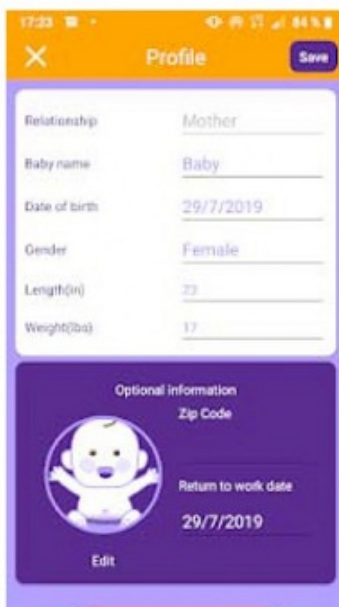 17:23 84%
Profile Save
Relationship Mother
Baby name Baby
Date of birth 29/7/2019
Gender Female
Length(in) 23
Weight(lbs) 17
Optional information
Zip Code
Return to work date
29/7/2019
Edit